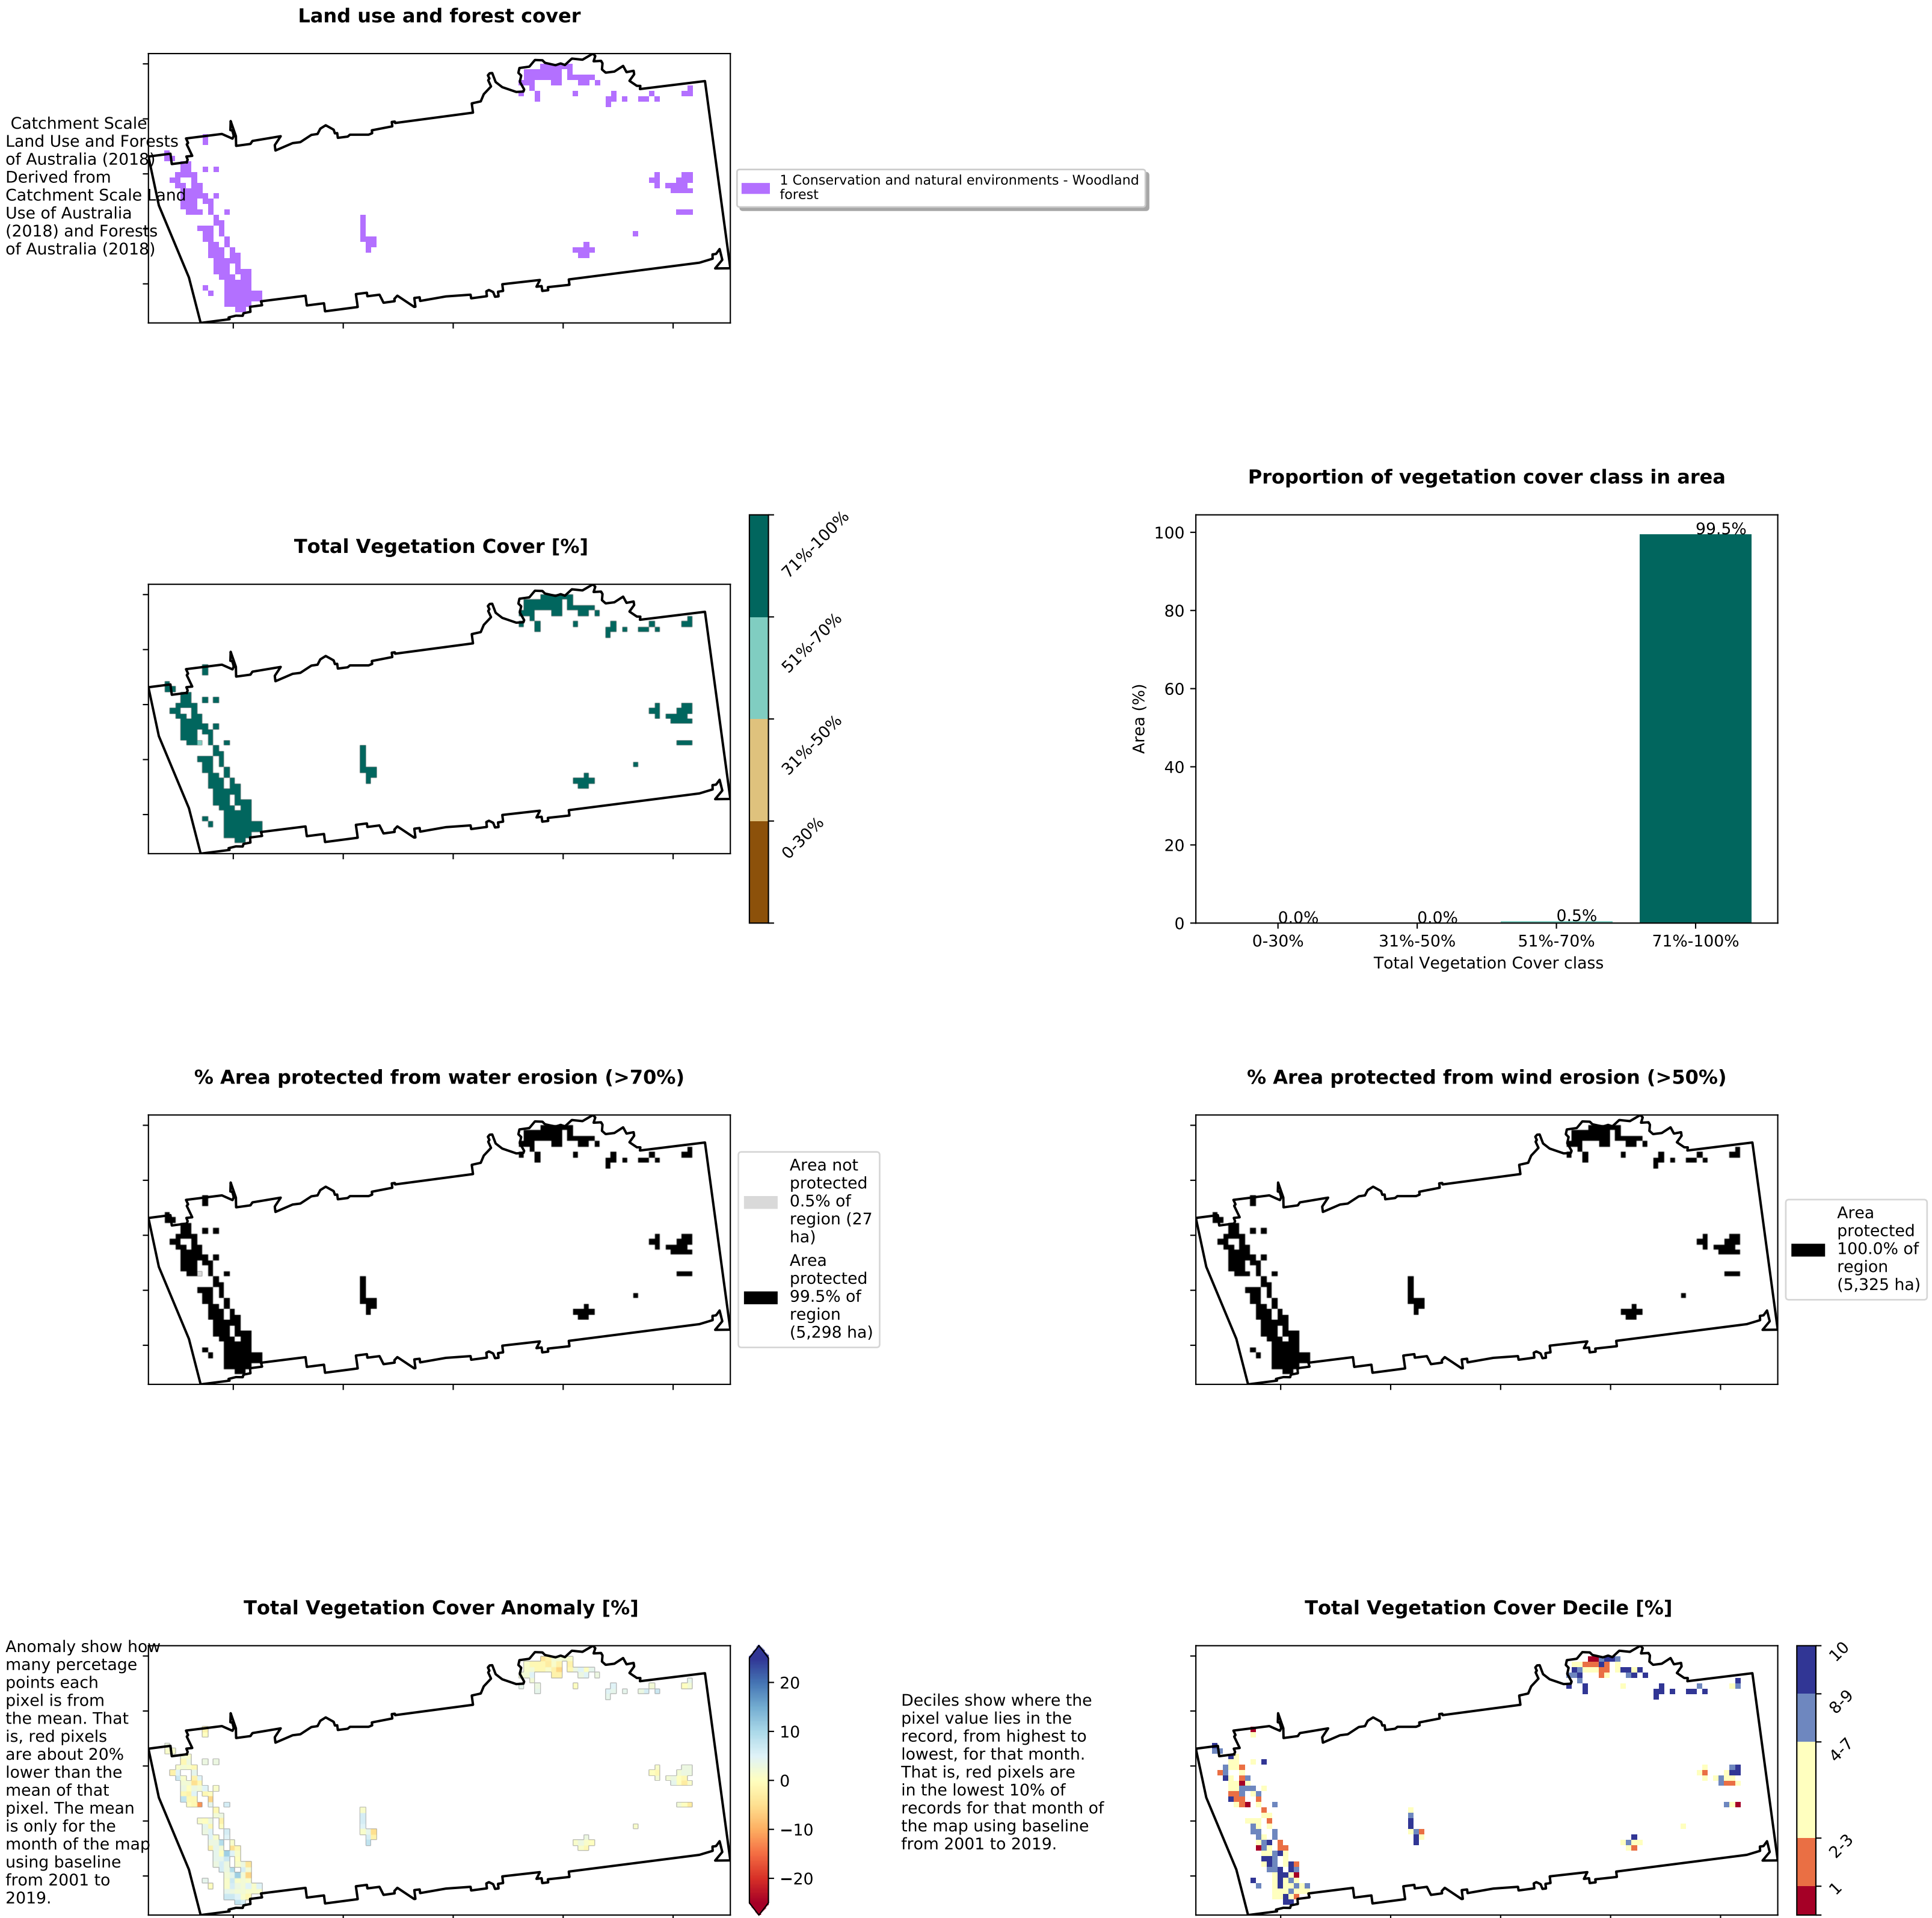 Land use and forest cover
Catchment Scale
Land Use and Forests
of Australia (2018)
Derived from
Catchment Scale Land
Use of Australia
(2018) and Forests
of Australia (2018)
1 Conservation and natural environments - Woodland
forest
Total Vegetation Cover [%]
71%-100%
51%-70%
31%-50%
0-30%
Proportion of vegetation cover class in area
Area (%)
100
80
60
40
20
0
0.0%
0.0%
0.5%
99.5%
0-30%
31%-50%
51%-70%
71%-100%
Total Vegetation Cover class
% Area protected from water erosion (>70%)
Area not
protected
0.5% of
region (27
ha)
Area
protected
99.5% of
region
(5,298 ha)
% Area protected from wind erosion (>50%)
Area
protected
100.0% of
region
(5,325 ha)
Total Vegetation Cover Anomaly [%]
Anomaly show how
many percetage
points each
pixel is from
the mean. That
is, red pixels
are about 20%
lower than the
mean of that
pixel. The mean
is only for the
month of the map
using baseline
from 2001 to
2019.
20
10
0
−10
−20
Total Vegetation Cover Decile [%]
Deciles show where the
pixel value lies in the
record, from highest to
lowest, for that month.
That is, red pixels are
in the lowest 10% of
records for that month of
the map using baseline
from 2001 to 2019.
10
8-9
4-7
2-3
1